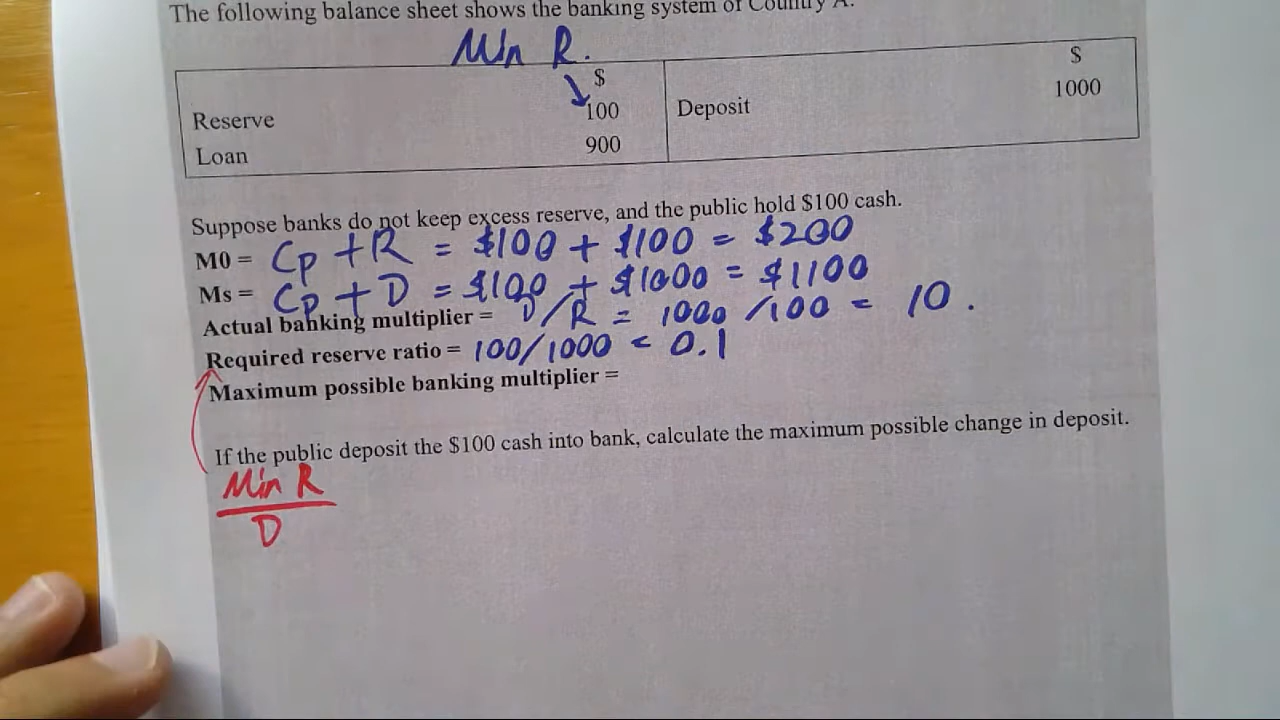 The following balance sheet shows the banking system of Country A.
Min R.
$ $
Reserve 100 Deposit 1000
Loan 900
Suppose banks do not keep excess reserve, and the public hold $100 cash.
M0 = Cp + R = $100 + $100 = $200
Ms = Cp + D = $100 + $1000 = $1100
Actual banking multiplier = D/R = 1000/100 = 10.
Required reserve ratio = 100/1000 = 0.1
Maximum possible banking multiplier =
If the public deposit the $100 cash into bank, calculate the maximum possible change in deposit.
Min R
D